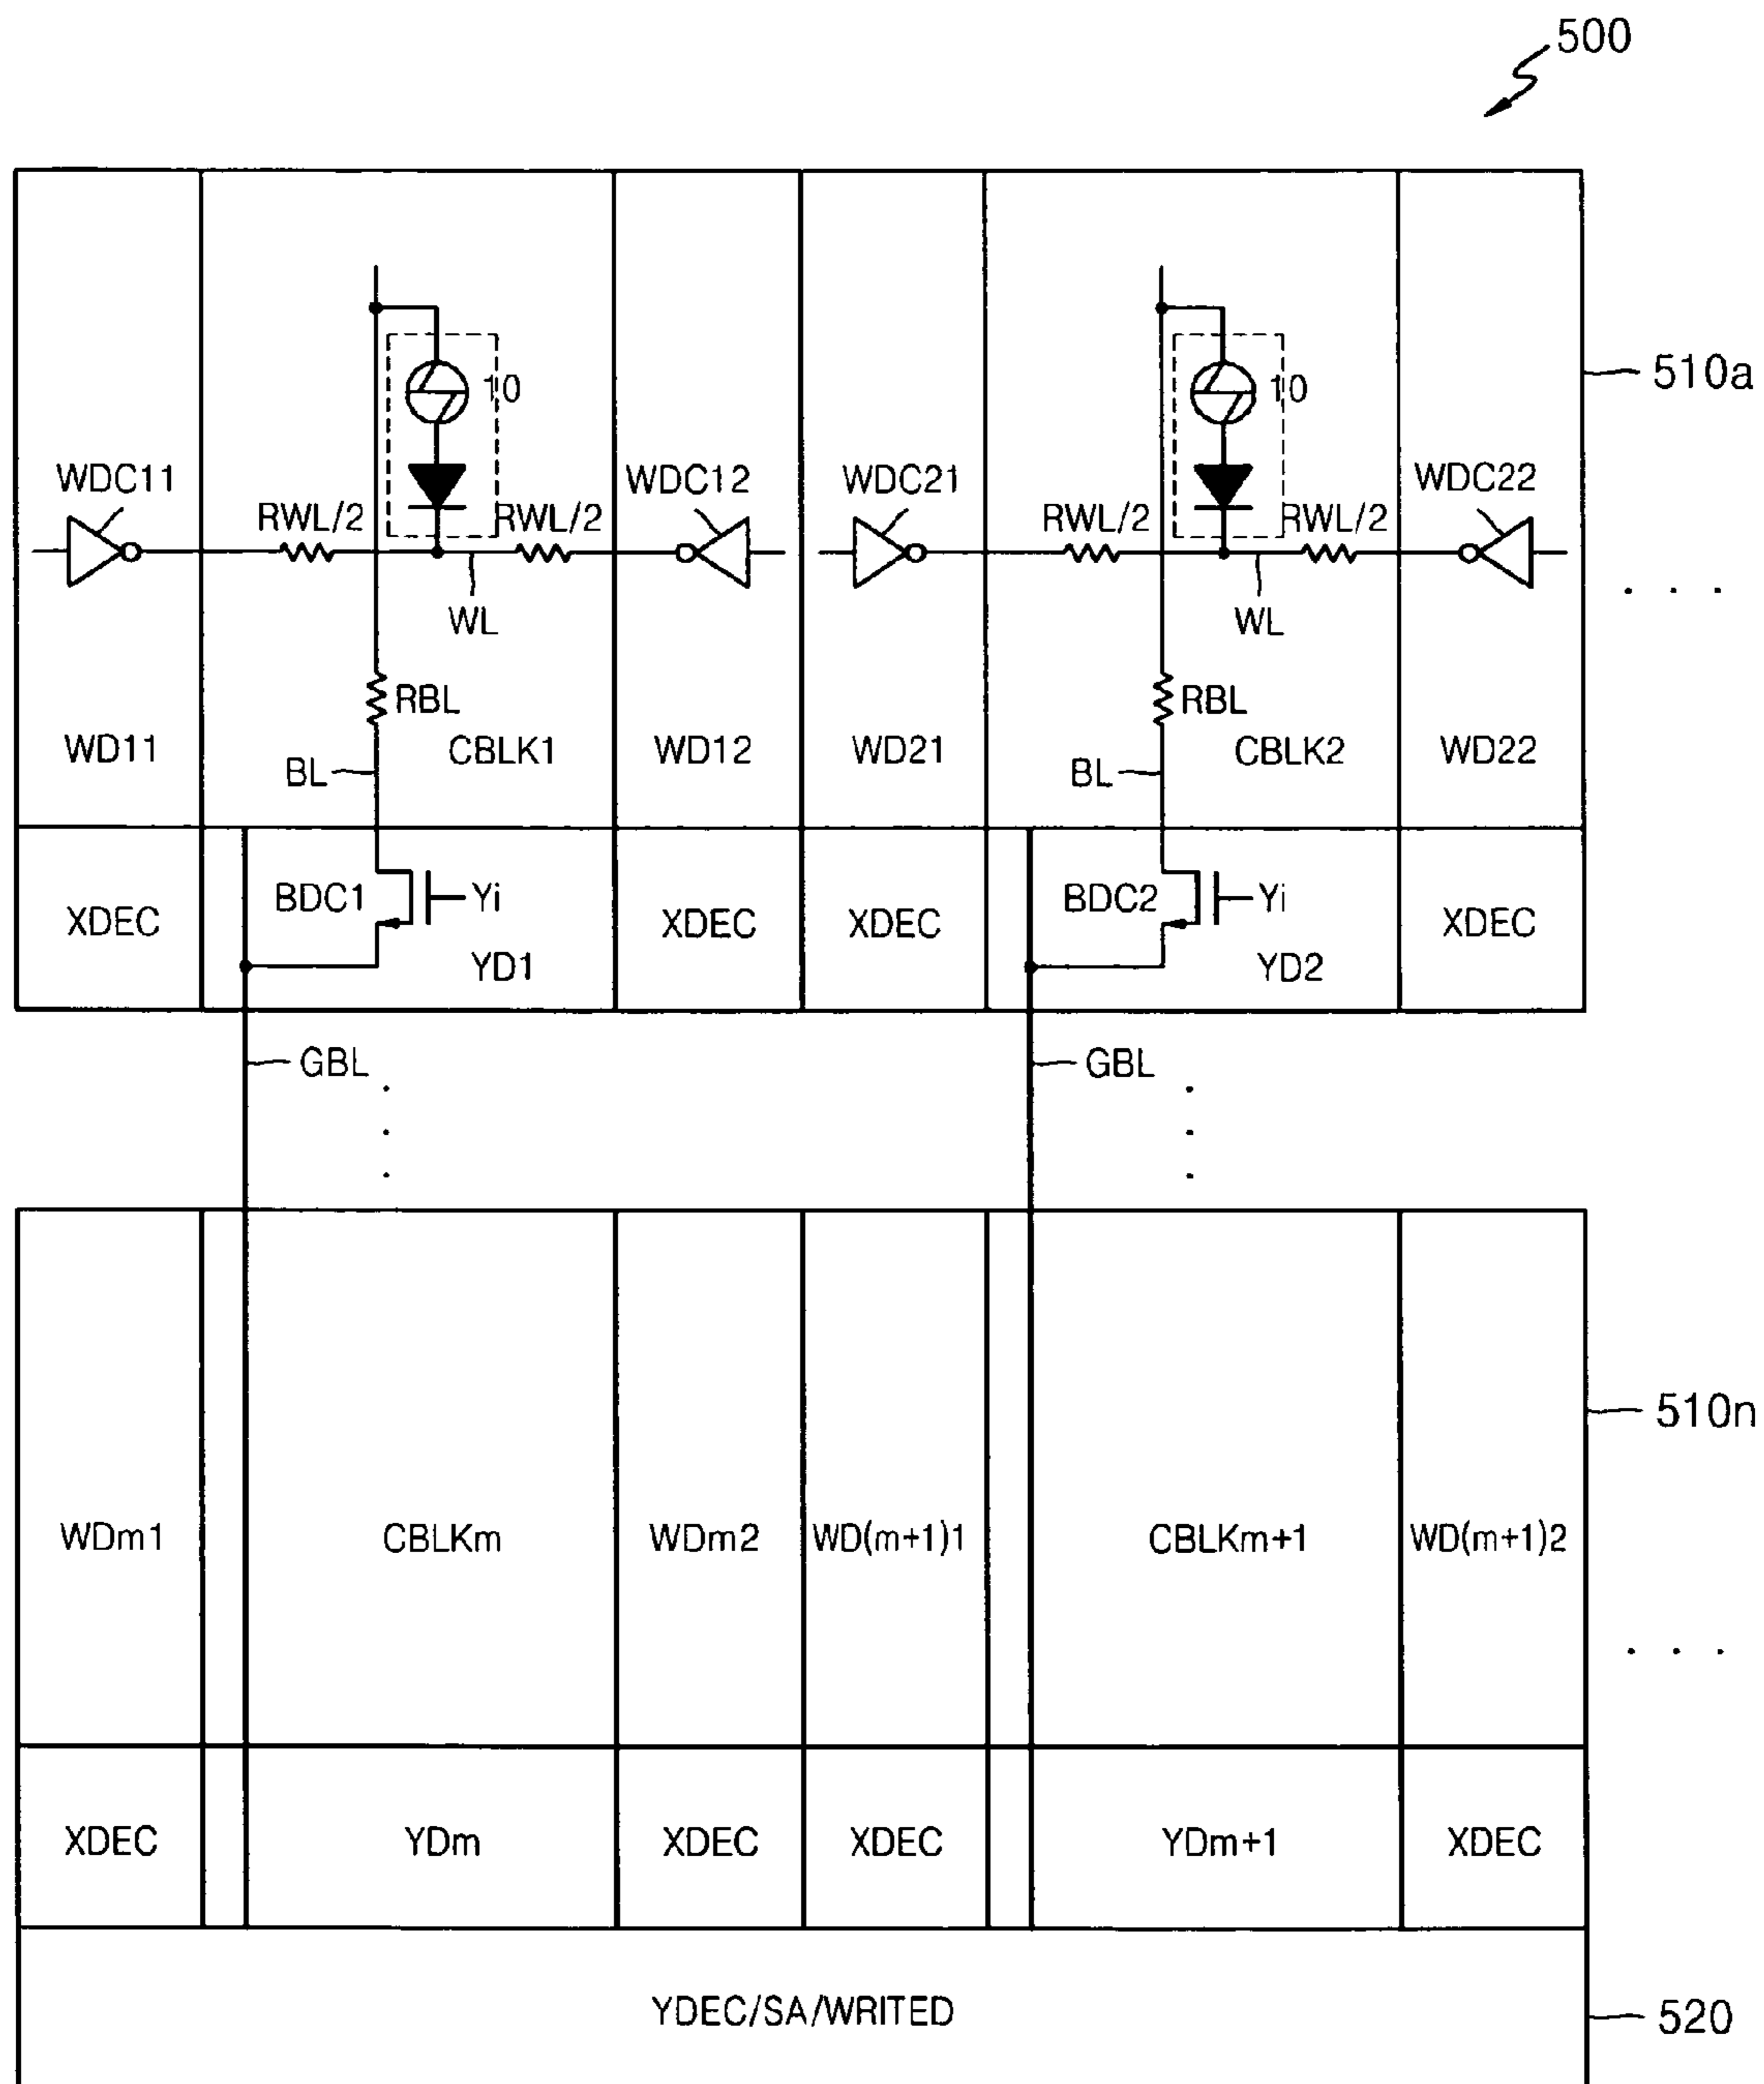 500
10
10
510a
WDC11
WDC12
WDC21
WDC22
RWL/2
RWL/2
RWL/2
RWL/2
WL
WL
RBL
RBL
WD11
BL
CBLK1
WD12
WD21
BL
CBLK2
WD22
XDEC
BDC1
Yi
YD1
XDEC
XDEC
BDC2
Yi
YD2
XDEC
GBL
GBL
510n
WDm1
CBLKm
WDm2
WD(m+1)1
CBLKm+1
WD(m+1)2
XDEC
YDm
XDEC
XDEC
YDm+1
XDEC
YDEC/SA/WRITED
520